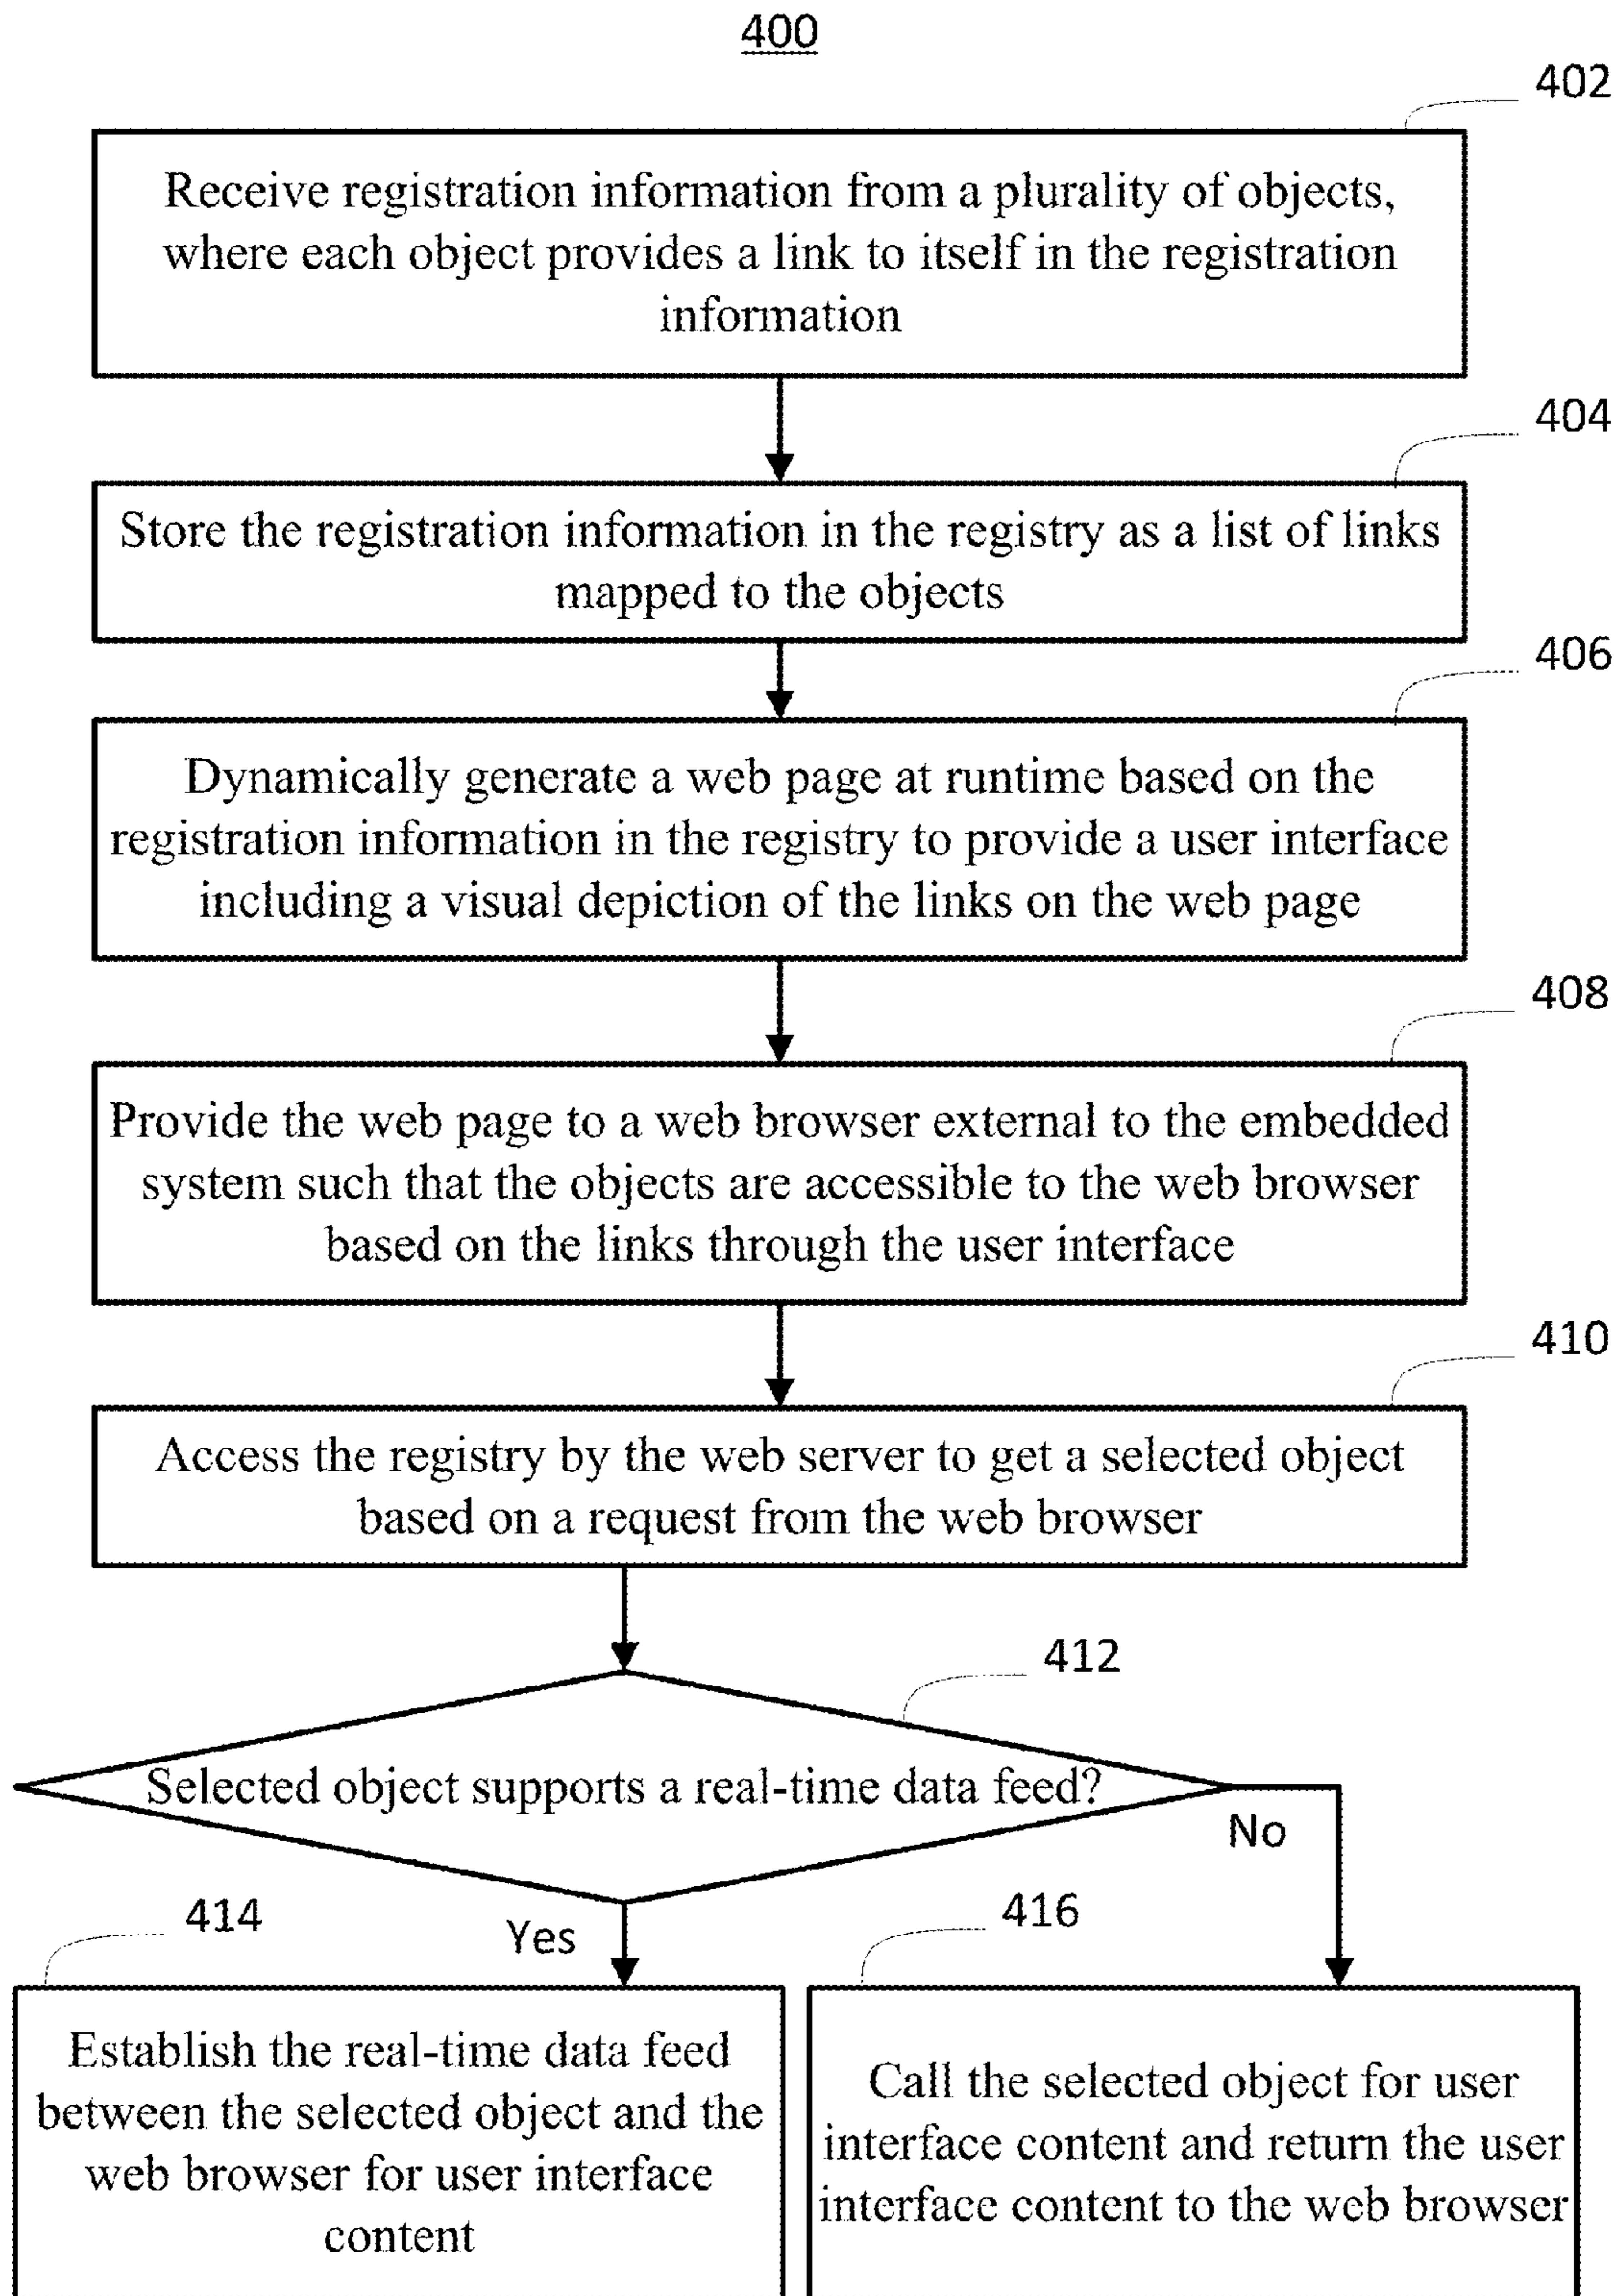 400
402
Receive registration information from a plurality of objects,
where each object provides a link to itself in the registration
information
404
Store the registration information in the registry as a list of links
mapped to the objects
406
Dynamically generate a web page at runtime based on the
registration information in the registry to provide a user interface
including a visual depiction of the links on the web page
408
Provide the web page to a web browser external to the embedded
system such that the objects are accessible to the web browser
based on the links through the user interface
410
Access the registry by the web server to get a selected object
based on a request from the web browser
412
Selected object supports a real-time data feed?
No
Yes
414
Establish the real-time data feed
between the selected object and the
web browser for user interface
content
416
Call the selected object for user
interface content and return the user
interface content to the web browser